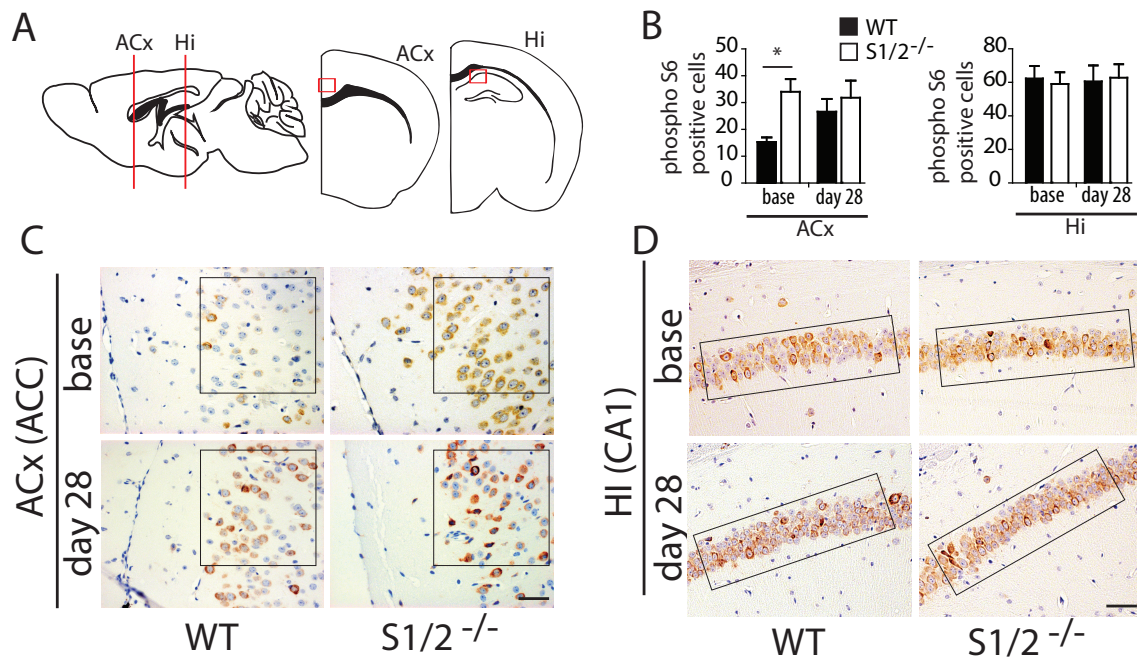 A
ACx Hi
ACx
Hi
B
WT
S1/2-/-
phospho S6
positive cells
50
40
30
20
10
0
*
base day 28
ACx
phospho S6
positive cells
80
60
40
20
0
base day 28
Hi
C
ACx (ACC)
base
day 28
WT S1/2 -/-
D
HI (CA1)
base
day 28
WT S1/2 -/-